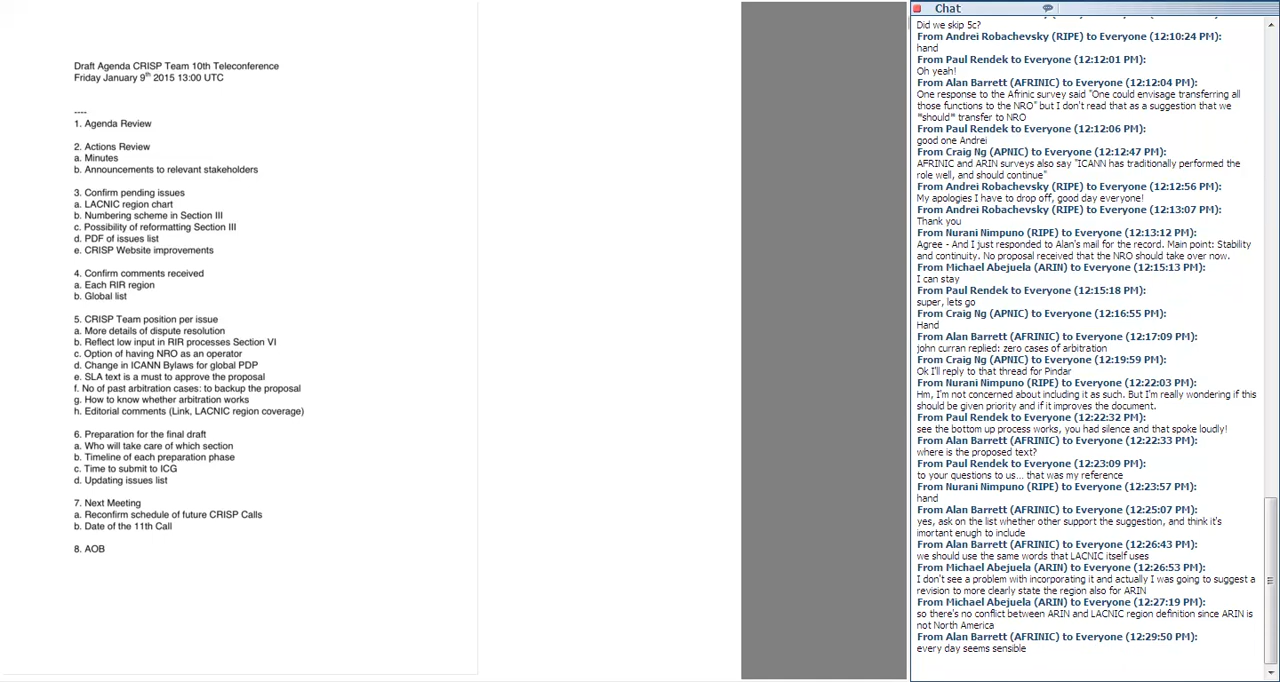 Draft Agenda CRISP Team 10th Teleconference
Friday January 9th 2015 13:00 UTC
----
1. Agenda Review
2. Actions Review
a. Minutes
b. Announcements to relevant stakeholders
3. Confirm pending issues
a. LACNIC region chart
b. Numbering scheme in Section III
c. Possibility of reformatting Section III
d. PDF of issues list
e. CRISP Website improvements
4. Confirm comments received
a. Each RIR region
b. Global list
5. CRISP Team position per issue
a. More details of dispute resolution
b. Reflect low input in RIR processes Section VI
c. Option of having NRO as an operator
d. Change in ICANN Bylaws for global PDP
e. SLA text is a must to approve the proposal
f. No of past arbitration cases: to backup the proposal
g. How to know whether arbitration works
h. Editorial comments (Link, LACNIC region coverage)
6. Preparation for the final draft
a. Who will take care of which section
b. Timeline of each preparation phase
c. Time to submit to ICG
d. Updating issues list
7. Next Meeting
a. Reconfirm schedule of future CRISP Calls
b. Date of the 11th Call
8. AOB
Chat
Did we skip 5c?
From Andrei Robachevsky (RIPE) to Everyone (12:10:24 PM):
hand
From Paul Rendek to Everyone (12:12:01 PM):
Oh yeah!
From Alan Barrett (AFRINIC) to Everyone (12:12:04 PM):
One response to the Afrinic survey said "One could envisage transferring all
those functions to the NRO" but I don't read that as a suggestion that we
*should* transfer to NRO
From Paul Rendek to Everyone (12:12:06 PM):
good one Andrei
From Craig Ng (APNIC) to Everyone (12:12:47 PM):
AFRINIC and ARIN surveys also say "ICANN has traditionally performed the
role well, and should continue"
From Andrei Robachevsky (RIPE) to Everyone (12:12:56 PM):
My apologies I have to drop off, good day everyone!
From Andrei Robachevsky (RIPE) to Everyone (12:13:07 PM):
Thank you
From Nurani Nimpuno (RIPE) to Everyone (12:13:12 PM):
Agree - And I just responded to Alan's mail for the record. Main point: Stability
and continuity. No proposal received that the NRO should take over now.
From Michael Abejuela (ARIN) to Everyone (12:15:13 PM):
I can stay
From Paul Rendek to Everyone (12:15:18 PM):
super, lets go
From Craig Ng (APNIC) to Everyone (12:16:55 PM):
Hand
From Alan Barrett (AFRINIC) to Everyone (12:17:09 PM):
john curran replied: zero cases of arbitration
From Craig Ng (APNIC) to Everyone (12:19:59 PM):
Ok I'll reply to that thread for Pindar
From Nurani Nimpuno (RIPE) to Everyone (12:22:03 PM):
Hm, I'm not concerned about including it as such. But I'm really wondering if this
should be given priority and if it improves the document.
From Paul Rendek to Everyone (12:22:32 PM):
see the bottom up process works, you had silence and that spoke loudly!
From Alan Barrett (AFRINIC) to Everyone (12:22:33 PM):
where is the proposed text?
From Paul Rendek to Everyone (12:23:09 PM):
to your questions to us... that was my reference
From Nurani Nimpuno (RIPE) to Everyone (12:23:57 PM):
hand
From Alan Barrett (AFRINIC) to Everyone (12:25:07 PM):
yes, ask on the list whether other support the suggestion, and think it's
imortant enugh to include
From Alan Barrett (AFRINIC) to Everyone (12:26:43 PM):
we should use the same words that LACNIC itself uses
From Michael Abejuela (ARIN) to Everyone (12:26:53 PM):
I don't see a problem with incorporating it and actually I was going to suggest a
revision to more clearly state the region also for ARIN
From Michael Abejuela (ARIN) to Everyone (12:27:19 PM):
so there's no conflict between ARIN and LACNIC region definition since ARIN is
not North America
From Alan Barrett (AFRINIC) to Everyone (12:29:50 PM):
every day seems sensible